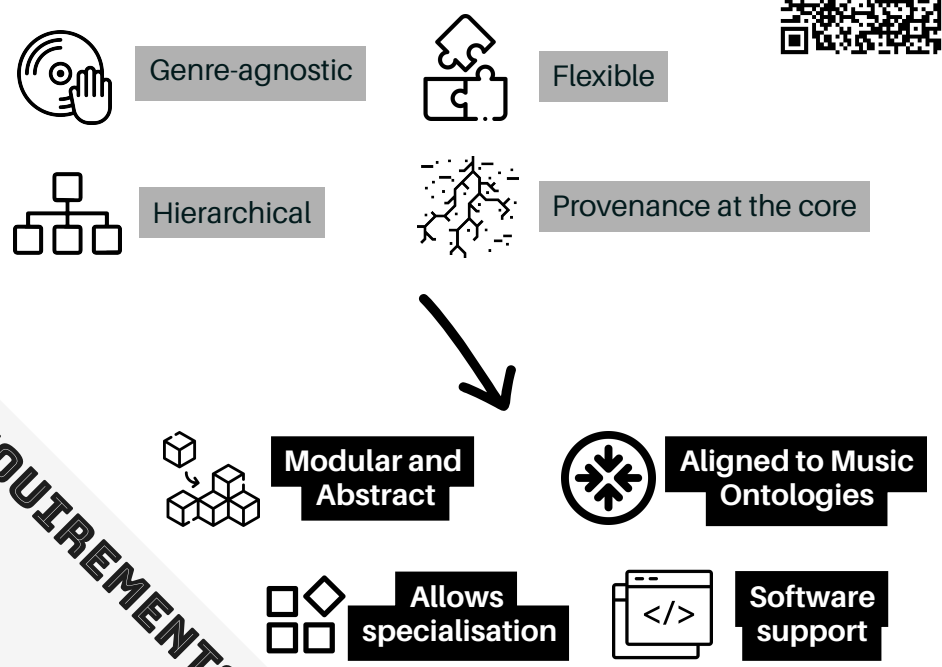 Genre-agnostic
Flexible
Hierarchical
Provenance at the core
Modular and
Abstract
Aligned to Music
Ontologies
Allows
specialisation
</>
Software
support